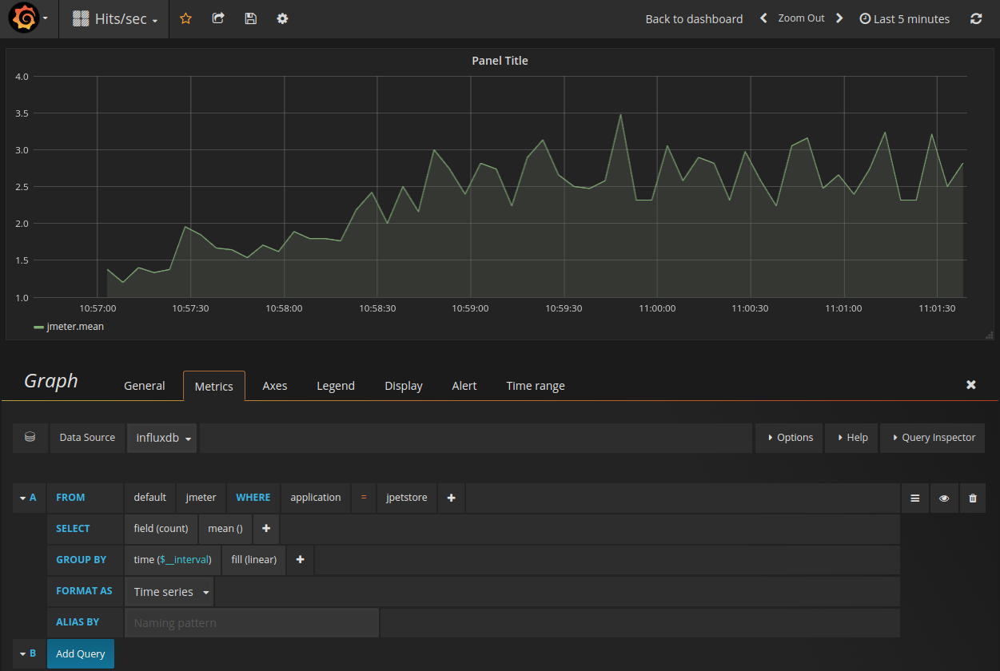 Hits/sec Back to dashboard Zoom Out Last 5 minutes
Panel Title
4.0
3.5
3.0
2.5
2.0
1.5
1.0
10:57:00 10:57:30 10:58:00 10:58:30 10:59:00 10:59:30 11:00:00 11:00:30 11:01:00 11:01:30
jmeter.mean
Graph General Metrics Axes Legend Display Alert Time range
Data Source influxdb Options Help Query Inspector
A FROM default jmeter WHERE application = jpetstore +
SELECT field (count) mean () +
GROUP BY time ($__interval) fill (linear) +
FORMAT AS Time series
ALIAS BY Naming pattern
B Add Query